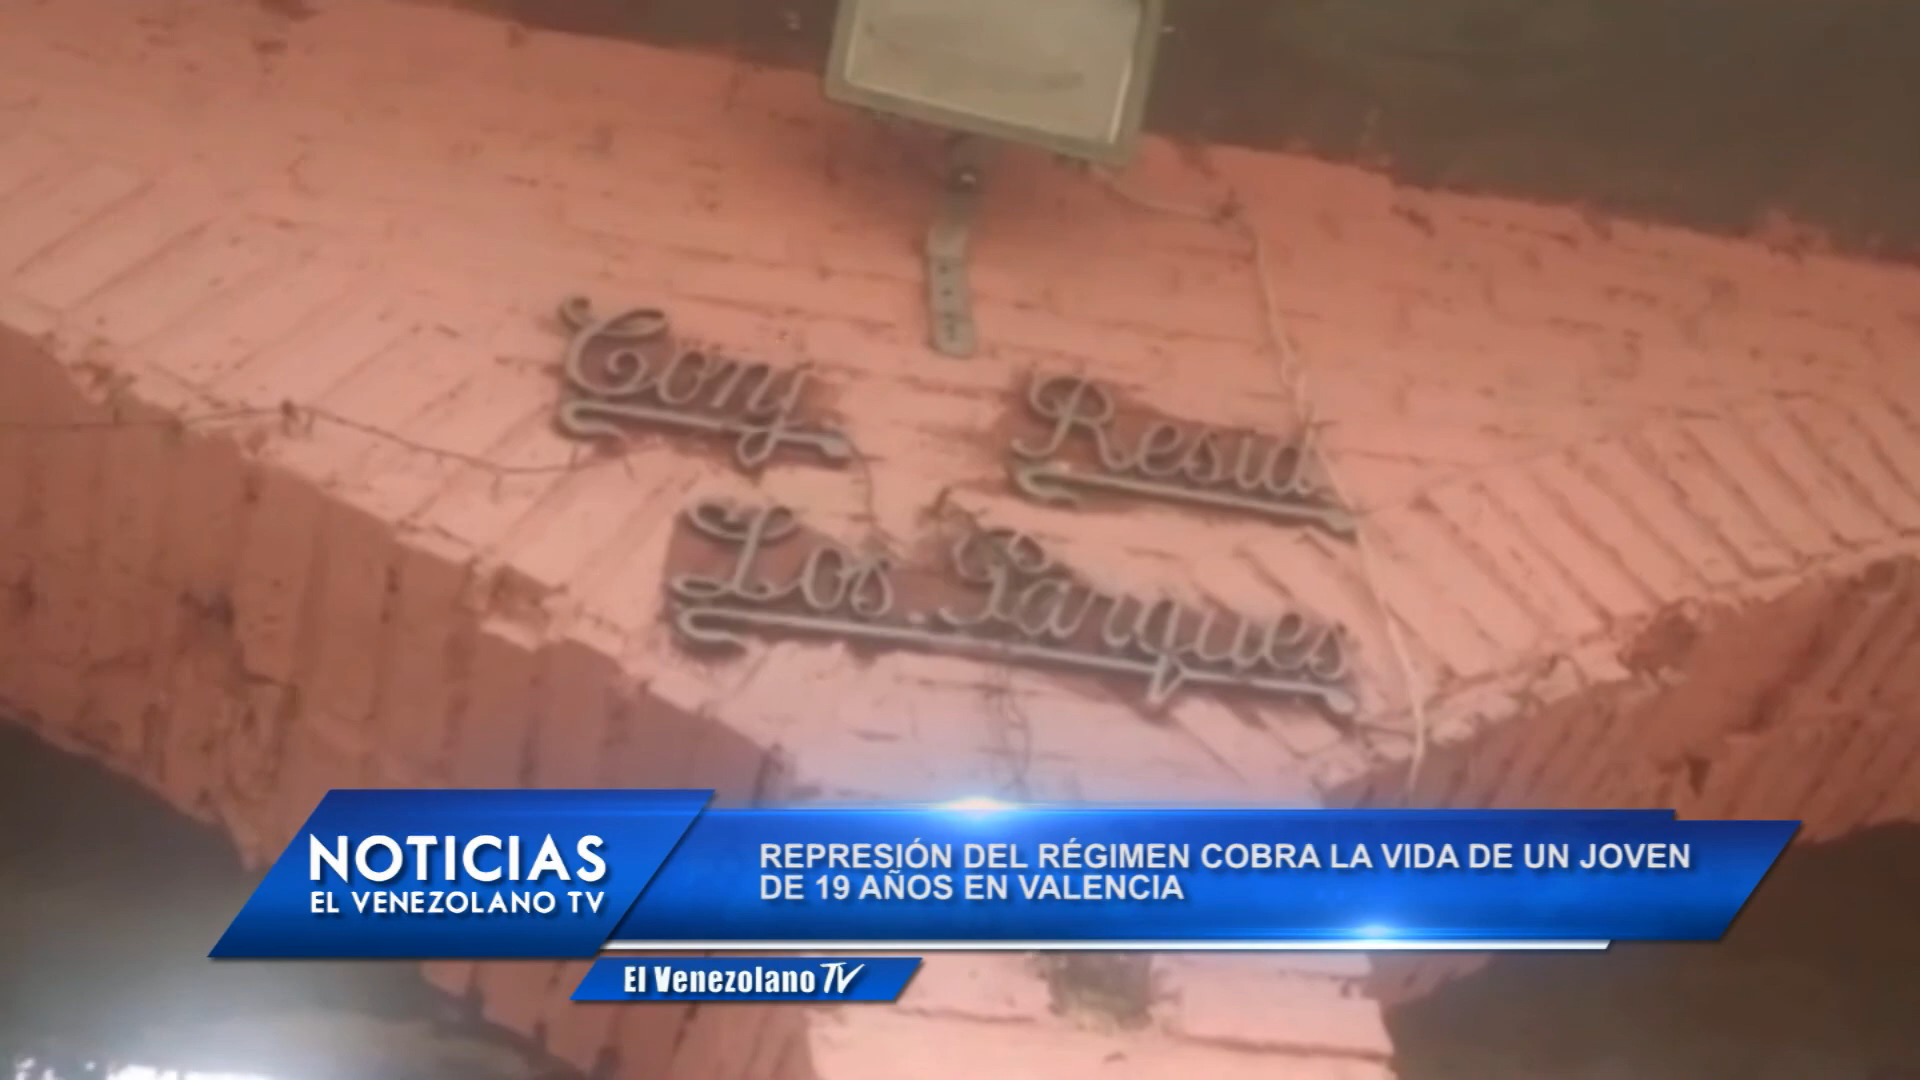 Conj. Resid.
Los Parques
NOTICIAS
EL VENEZOLANO TV
REPRESIÓN DEL RÉGIMEN COBRA LA VIDA DE UN JOVEN
DE 19 AÑOS EN VALENCIA
El Venezolano TV